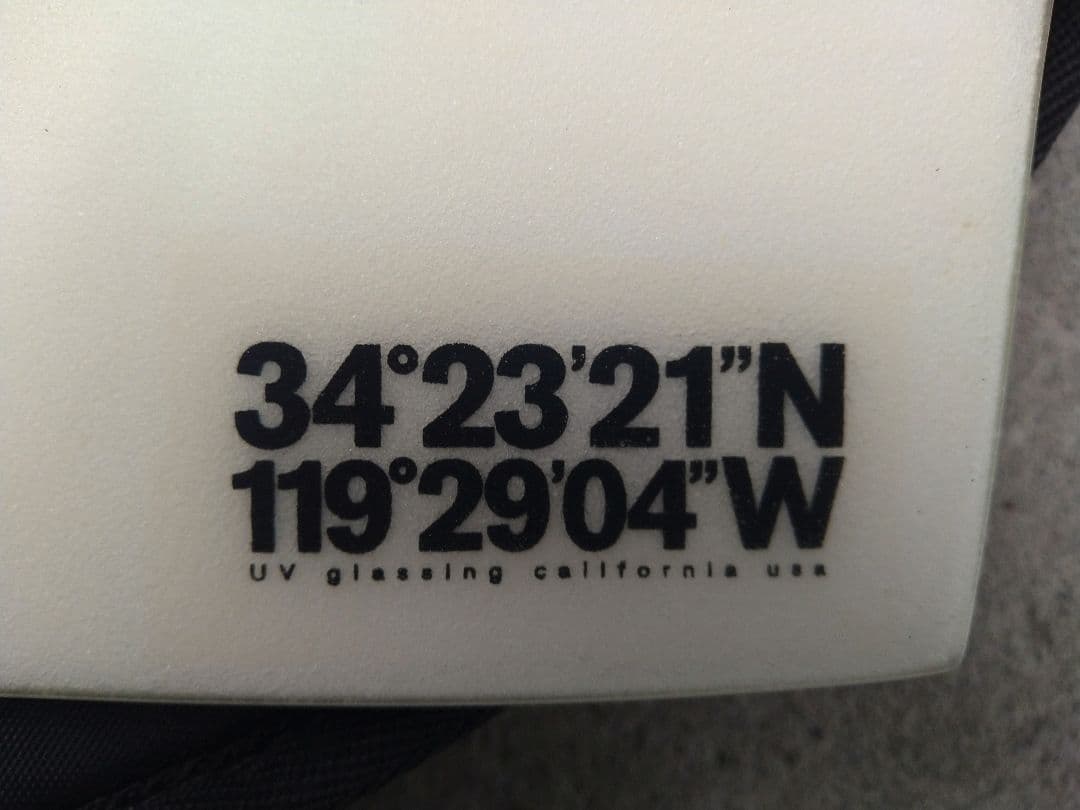 34°23’21”N
119°29’04”W
UV glassing california usa